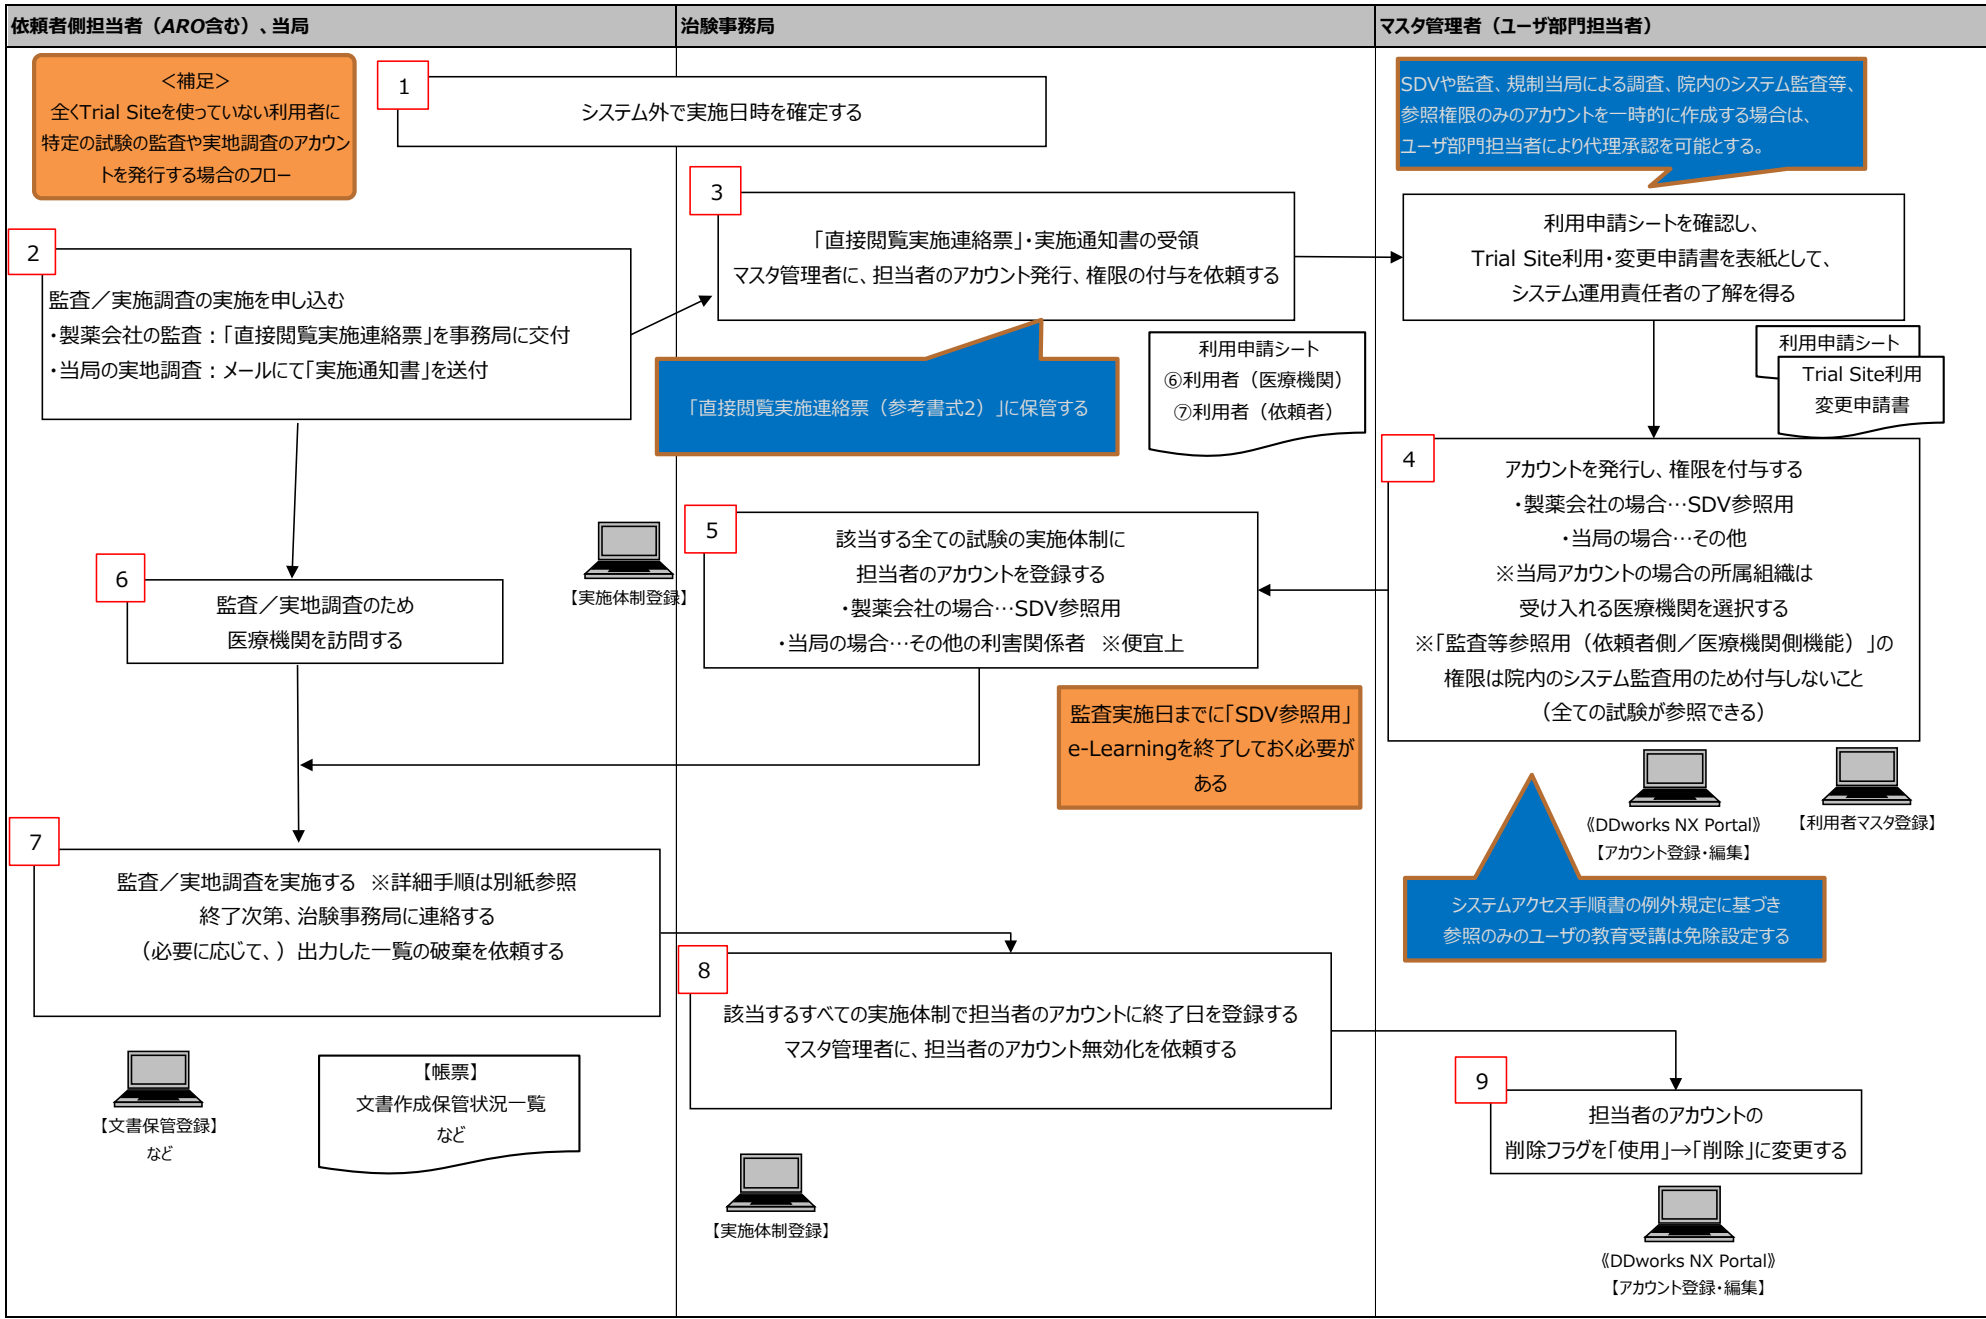 依頼者側担当者（ARO含む）、当局
治験事務局
マスタ管理者（ユーザ部門担当者）
＜補足＞
全くTrial Siteを使っていない利用者に
特定の試験の監査や実地調査のアカウン
トを発行する場合のフロー
1
システム外で実施日時を確定する
SDVや監査、規制当局による調査、院内のシステム監査等、
参照権限のみのアカウントを一時的に作成する場合は、
ユーザ部門担当者により代理承認を可能とする。
2
監査／実施調査の実施を申し込む
・製薬会社の監査：「直接閲覧実施連絡票」を事務局に交付
・当局の実地調査：メールにて「実施通知書」を送付
3
「直接閲覧実施連絡票」・実施通知書の受領
マスタ管理者に、担当者のアカウント発行、権限の付与を依頼する
利用申請シートを確認し、
Trial Site利用・変更申請書を表紙として、
システム運用責任者の了解を得る
「直接閲覧実施連絡票（参考書式2）」に保管する
利用申請シート
⑥利用者（医療機関）
⑦利用者（依頼者）
利用申請シート
Trial Site利用
変更申請書
4
アカウントを発行し、権限を付与する
・製薬会社の場合…SDV参照用
・当局の場合…その他
※当局アカウントの場合の所属組織は
受け入れる医療機関を選択する
※「監査等参照用（依頼者側／医療機関側機能）」の
権限は院内のシステム監査用のため付与しないこと
（全ての試験が参照できる）
5
該当する全ての試験の実施体制に
担当者のアカウントを登録する
・製薬会社の場合…SDV参照用
・当局の場合…その他の利害関係者　※便宜上
【実施体制登録】
6
監査／実地調査のため
医療機関を訪問する
監査実施日までに「SDV参照用」
e-Learningを終了しておく必要が
ある
《DDworks NX Portal》
【アカウント登録・編集】
【利用者マスタ登録】
システムアクセス手順書の例外規定に基づき
参照のみのユーザの教育受講は免除設定する
7
監査／実地調査を実施する　※詳細手順は別紙参照
終了次第、治験事務局に連絡する
（必要に応じて、）出力した一覧の破棄を依頼する
【文書保管登録】
など
【帳票】
文書作成保管状況一覧
など
8
該当するすべての実施体制で担当者のアカウントに終了日を登録する
マスタ管理者に、担当者のアカウント無効化を依頼する
【実施体制登録】
9
担当者のアカウントの
削除フラグを「使用」→「削除」に変更する
《DDworks NX Portal》
【アカウント登録・編集】